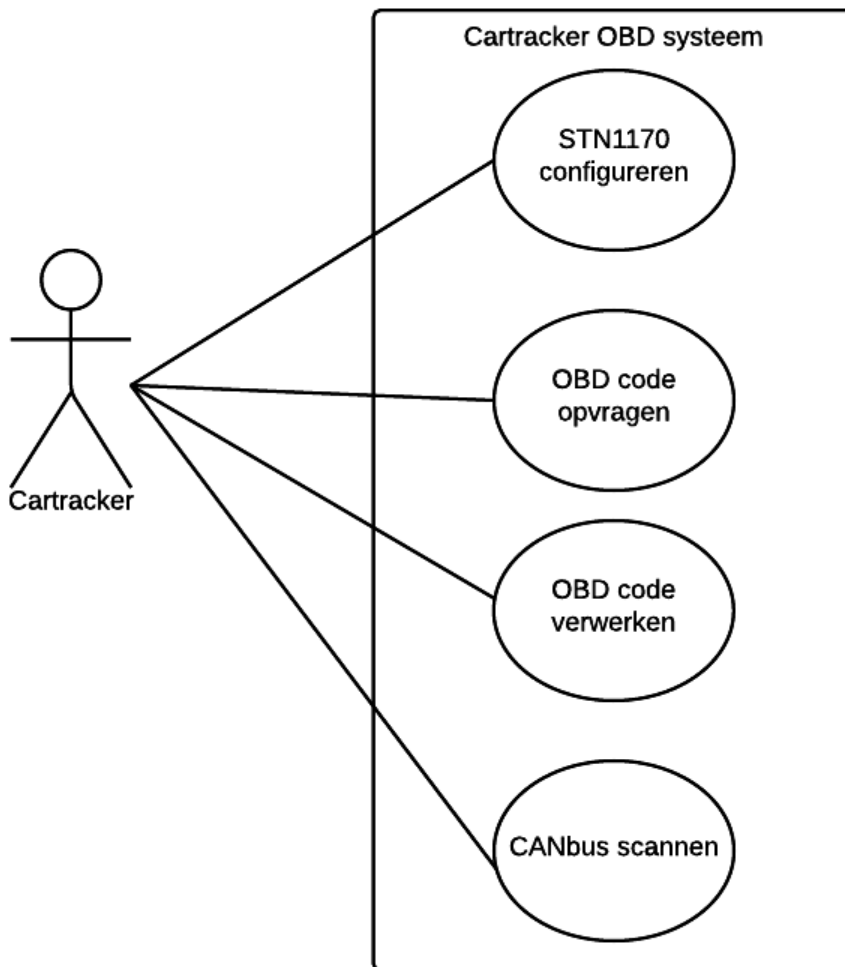 Cartracker OBD systeem
STN1170
configureren
OBD code
opvragen
Cartracker
OBD code
verwerken
CANbus scannen